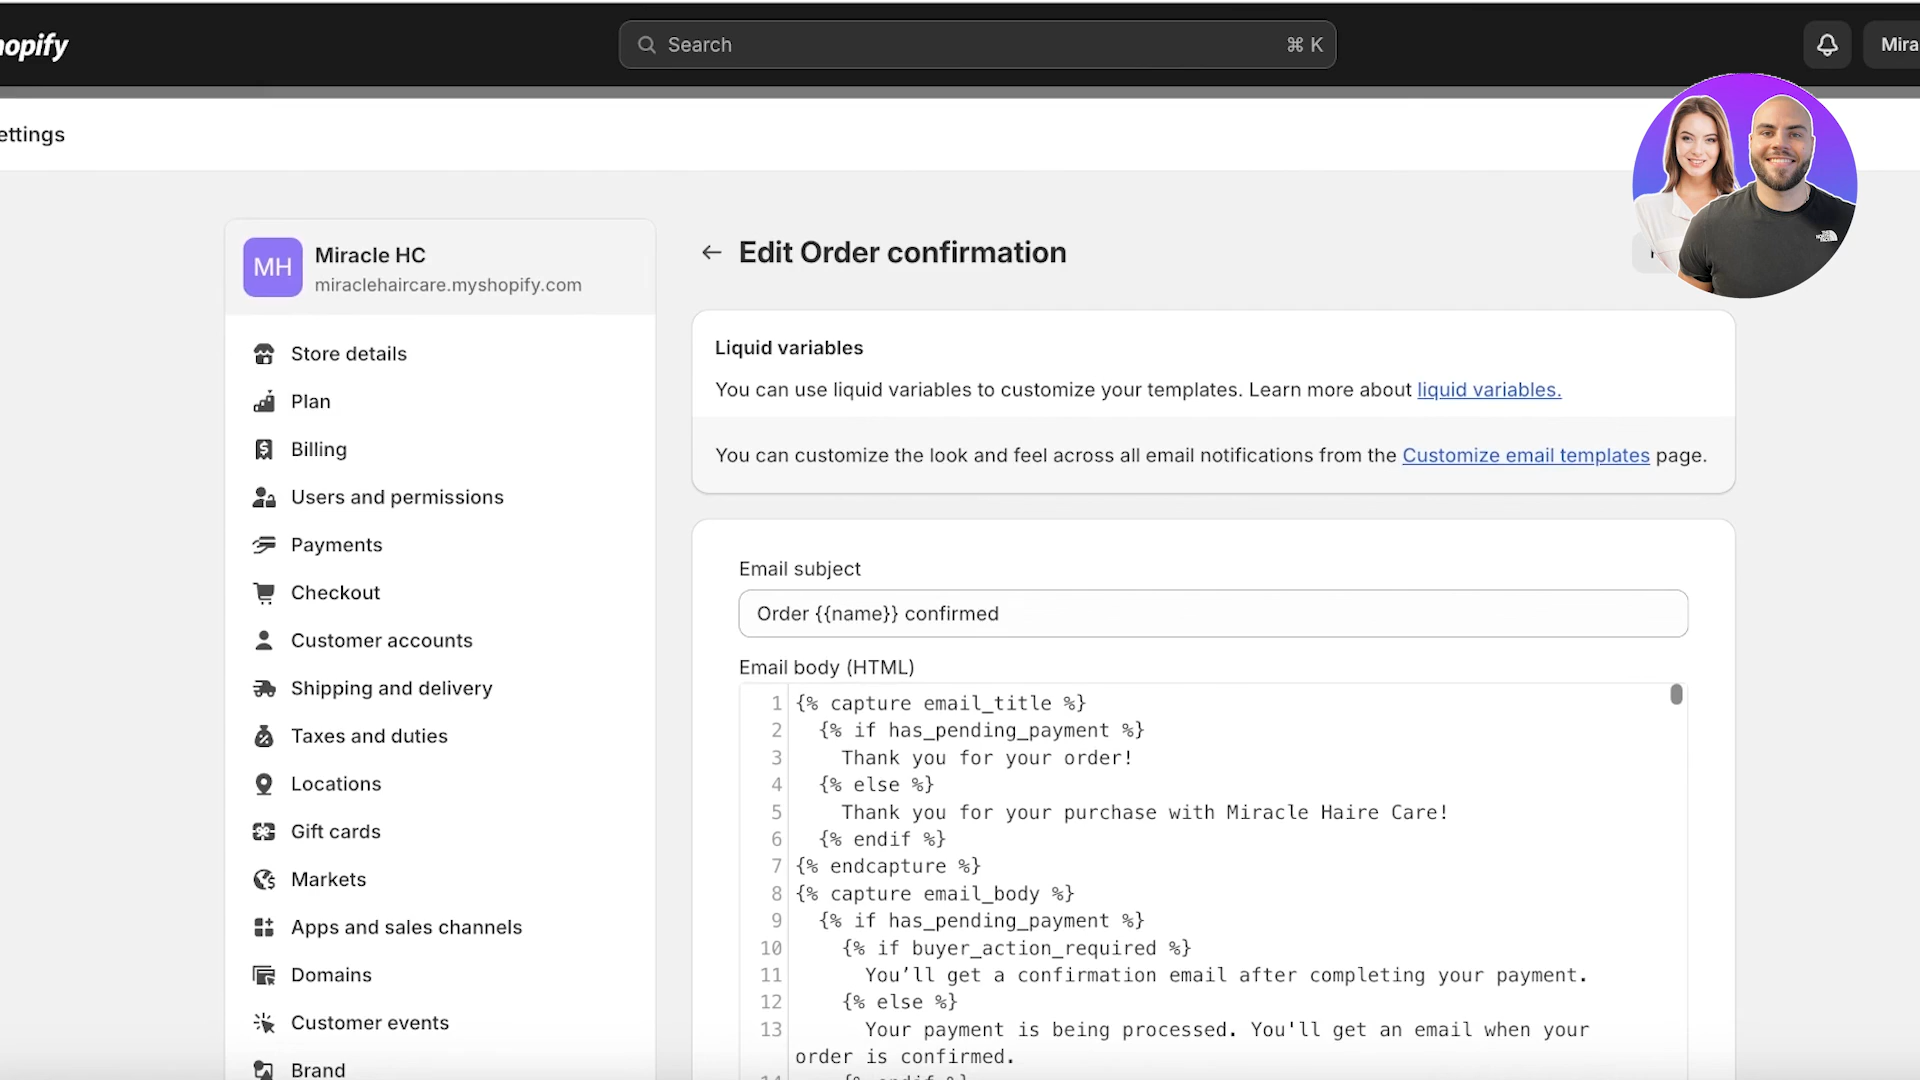 hopify
Search
⌘ K
Mira
ettings
MH
Miracle HC
miraclehaircare.myshopify.com
Store details
Plan
Billing
Users and permissions
Payments
Checkout
Customer accounts
Shipping and delivery
Taxes and duties
Locations
Gift cards
Markets
Apps and sales channels
Domains
Customer events
Brand
Edit Order confirmation
Liquid variables
You can use liquid variables to customize your templates. Learn more about liquid variables.
You can customize the look and feel across all email notifications from the Customize email templates page.
Email subject
Order {{name}} confirmed
Email body (HTML)
1 {% capture email_title %}
2 {% if has_pending_payment %}
3 Thank you for your order!
4 {% else %}
5 Thank you for your purchase with Miracle Haire Care!
6 {% endif %}
7 {% endcapture %}
8 {% capture email_body %}
9 {% if has_pending_payment %}
10 {% if buyer_action_required %}
11 You’ll get a confirmation email after completing your payment.
12 {% else %}
13 Your payment is being processed. You'll get an email when your
order is confirmed.
14 {% endif %}